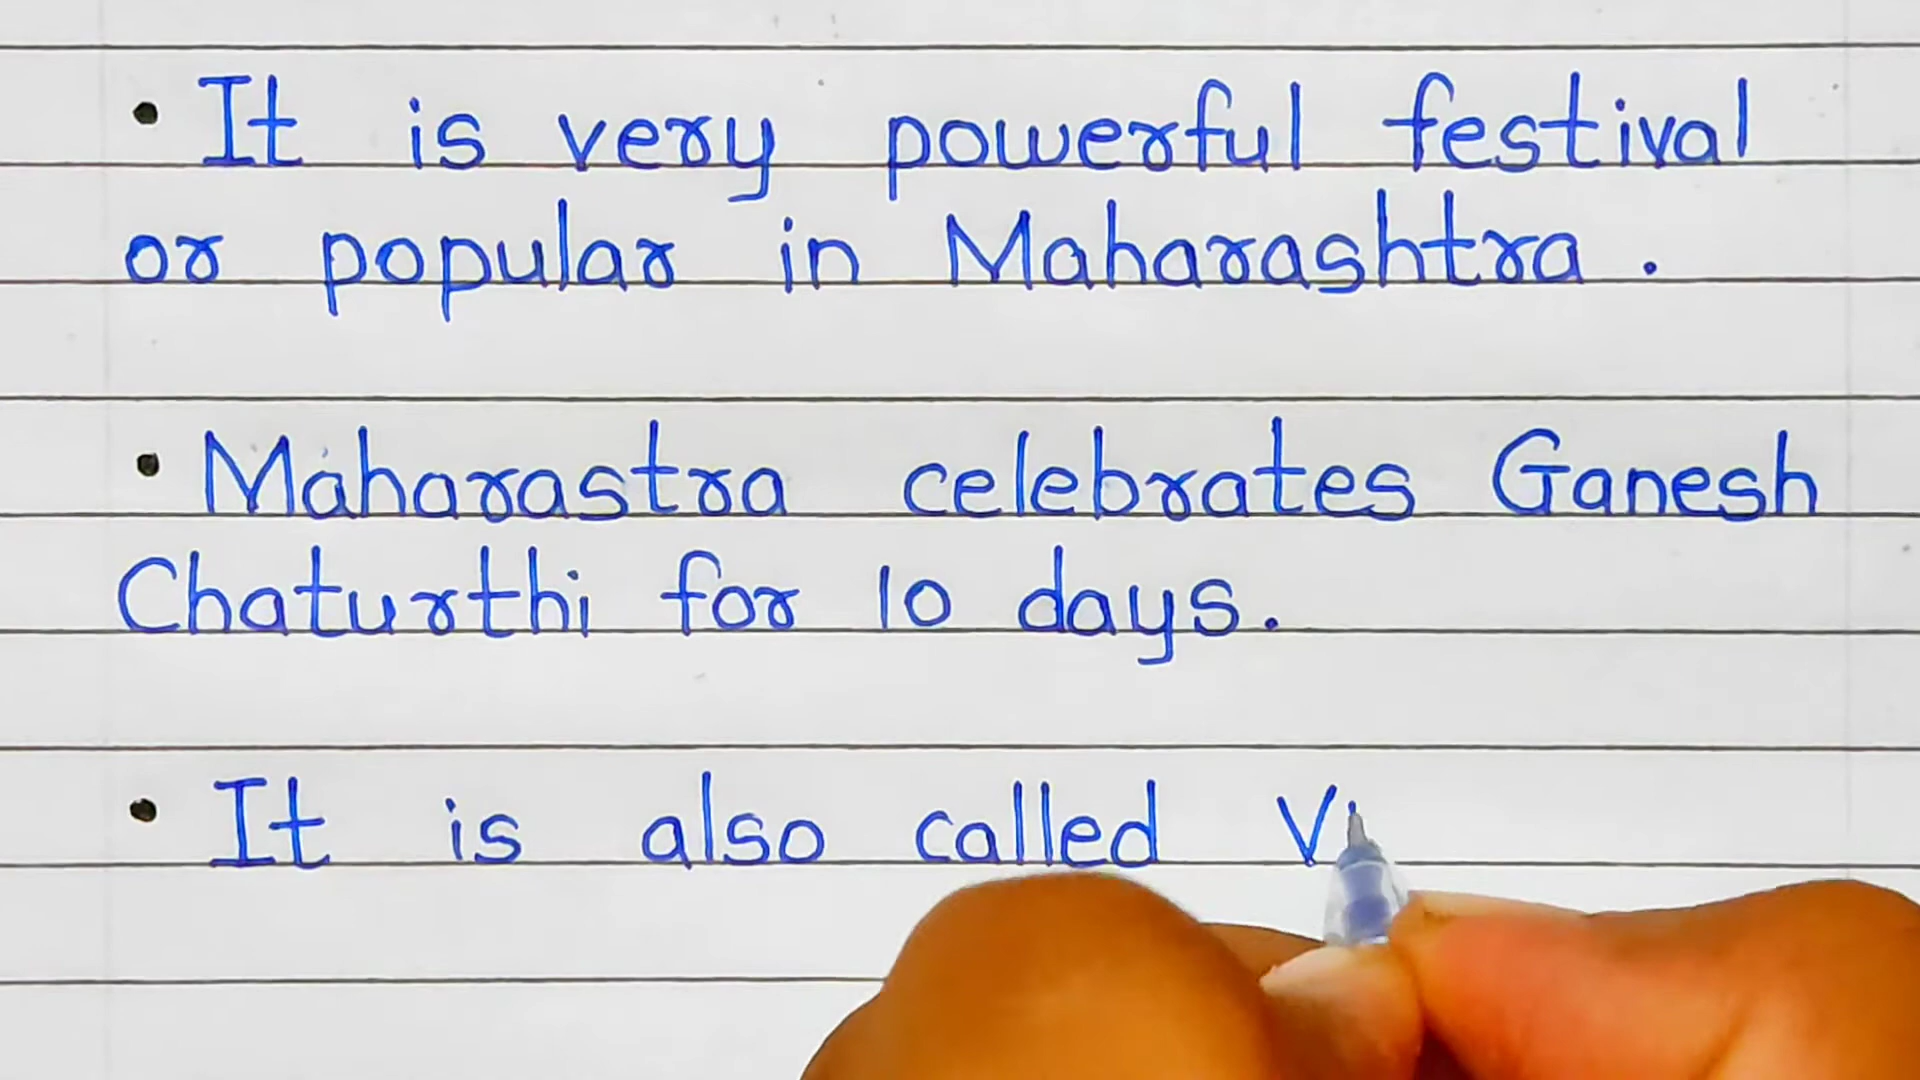 • It is very powerful festival
or popular in Maharashtra .
• Maharastra celebrates Ganesh
Chaturthi for 10 days.
• It is also called V